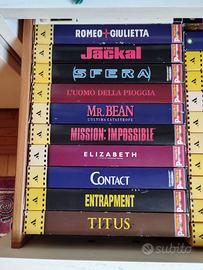 ROMEO+GIULIETTA
THE
Jackal
SFERA
L'UOMO DELLA PIOGGIA
MR. BEAN
L'ULTIMA CATASTROFE
MISSION: IMPOSSIBLE
ELIZABETH
CONTACT
ENTRAPMENT
TITUS
subito